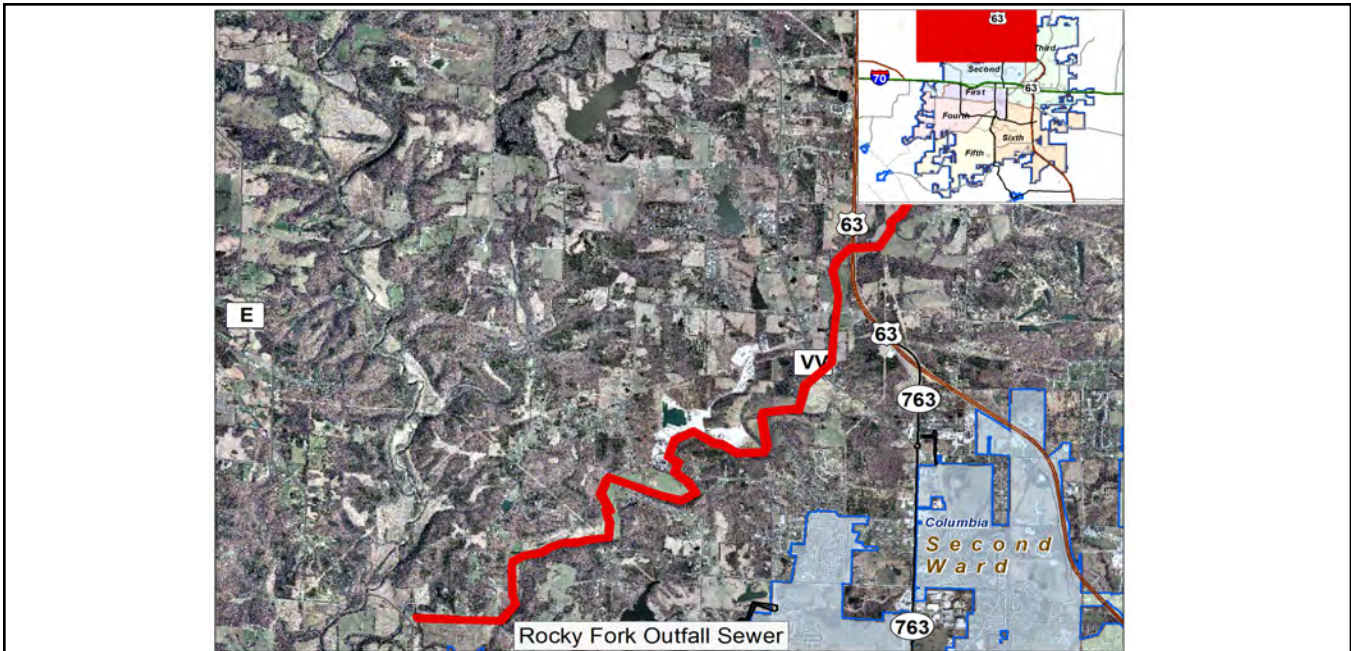 63
Third
70
Second
63
First
Fourth
Sixth
Fifth
63
E
63
VV
763
Columbia
Second
Ward
763
Rocky Fork Outfall Sewer